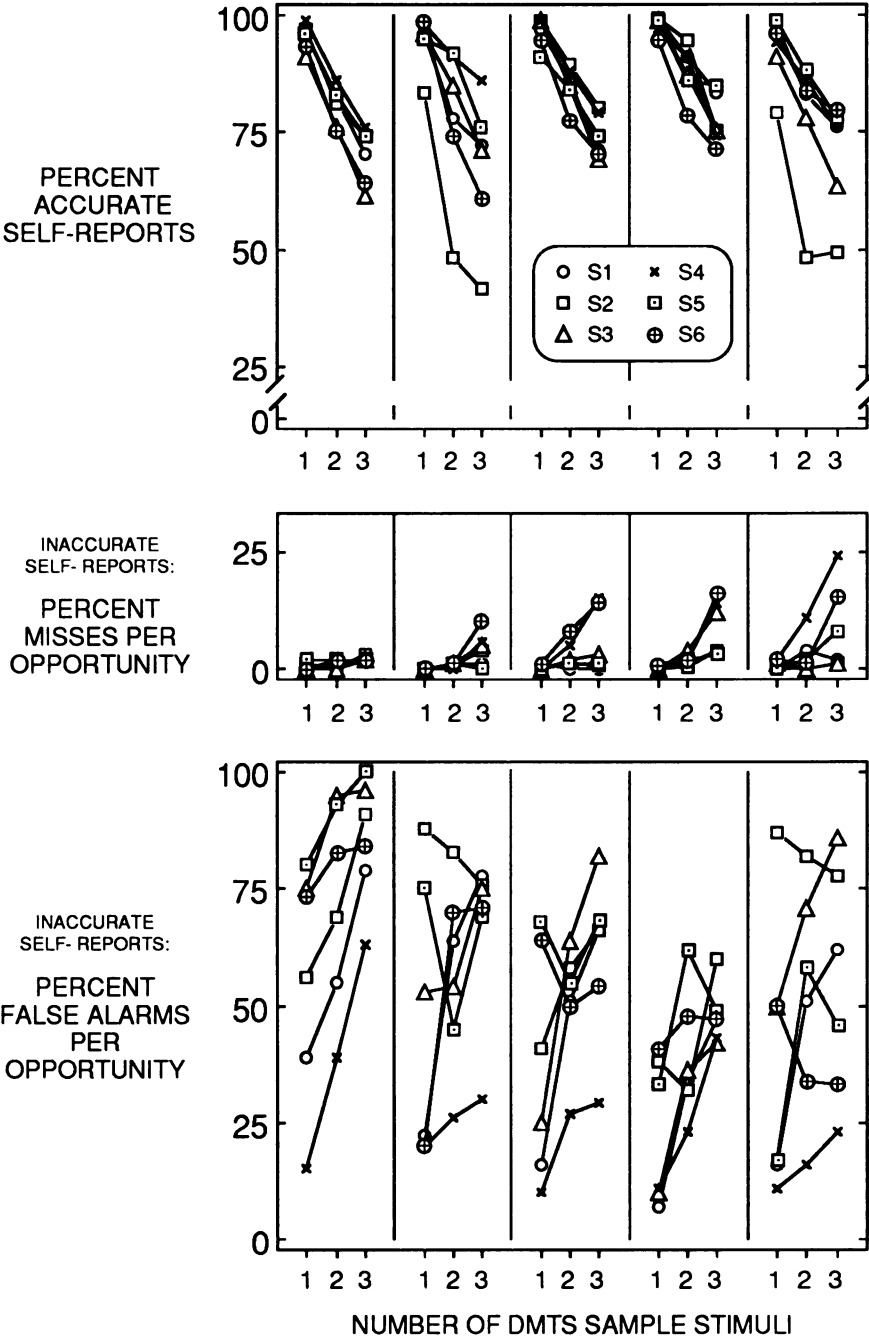 100
75
50
25
0
PERCENT
ACCURATE
SELF-REPORTS
S1 S4
S2 S5
S3 S6
1 2 3 1 2 3 1 2 3 1 2 3 1 2 3
INACCURATE
SELF- REPORTS:
PERCENT
MISSES PER
OPPORTUNITY
25
0
1 2 3 1 2 3 1 2 3 1 2 3 1 2 3
100
75
50
25
0
INACCURATE
SELF- REPORTS:
PERCENT
FALSE ALARMS
PER
OPPORTUNITY
1 2 3 1 2 3 1 2 3 1 2 3 1 2 3
NUMBER OF DMTS SAMPLE STIMULI